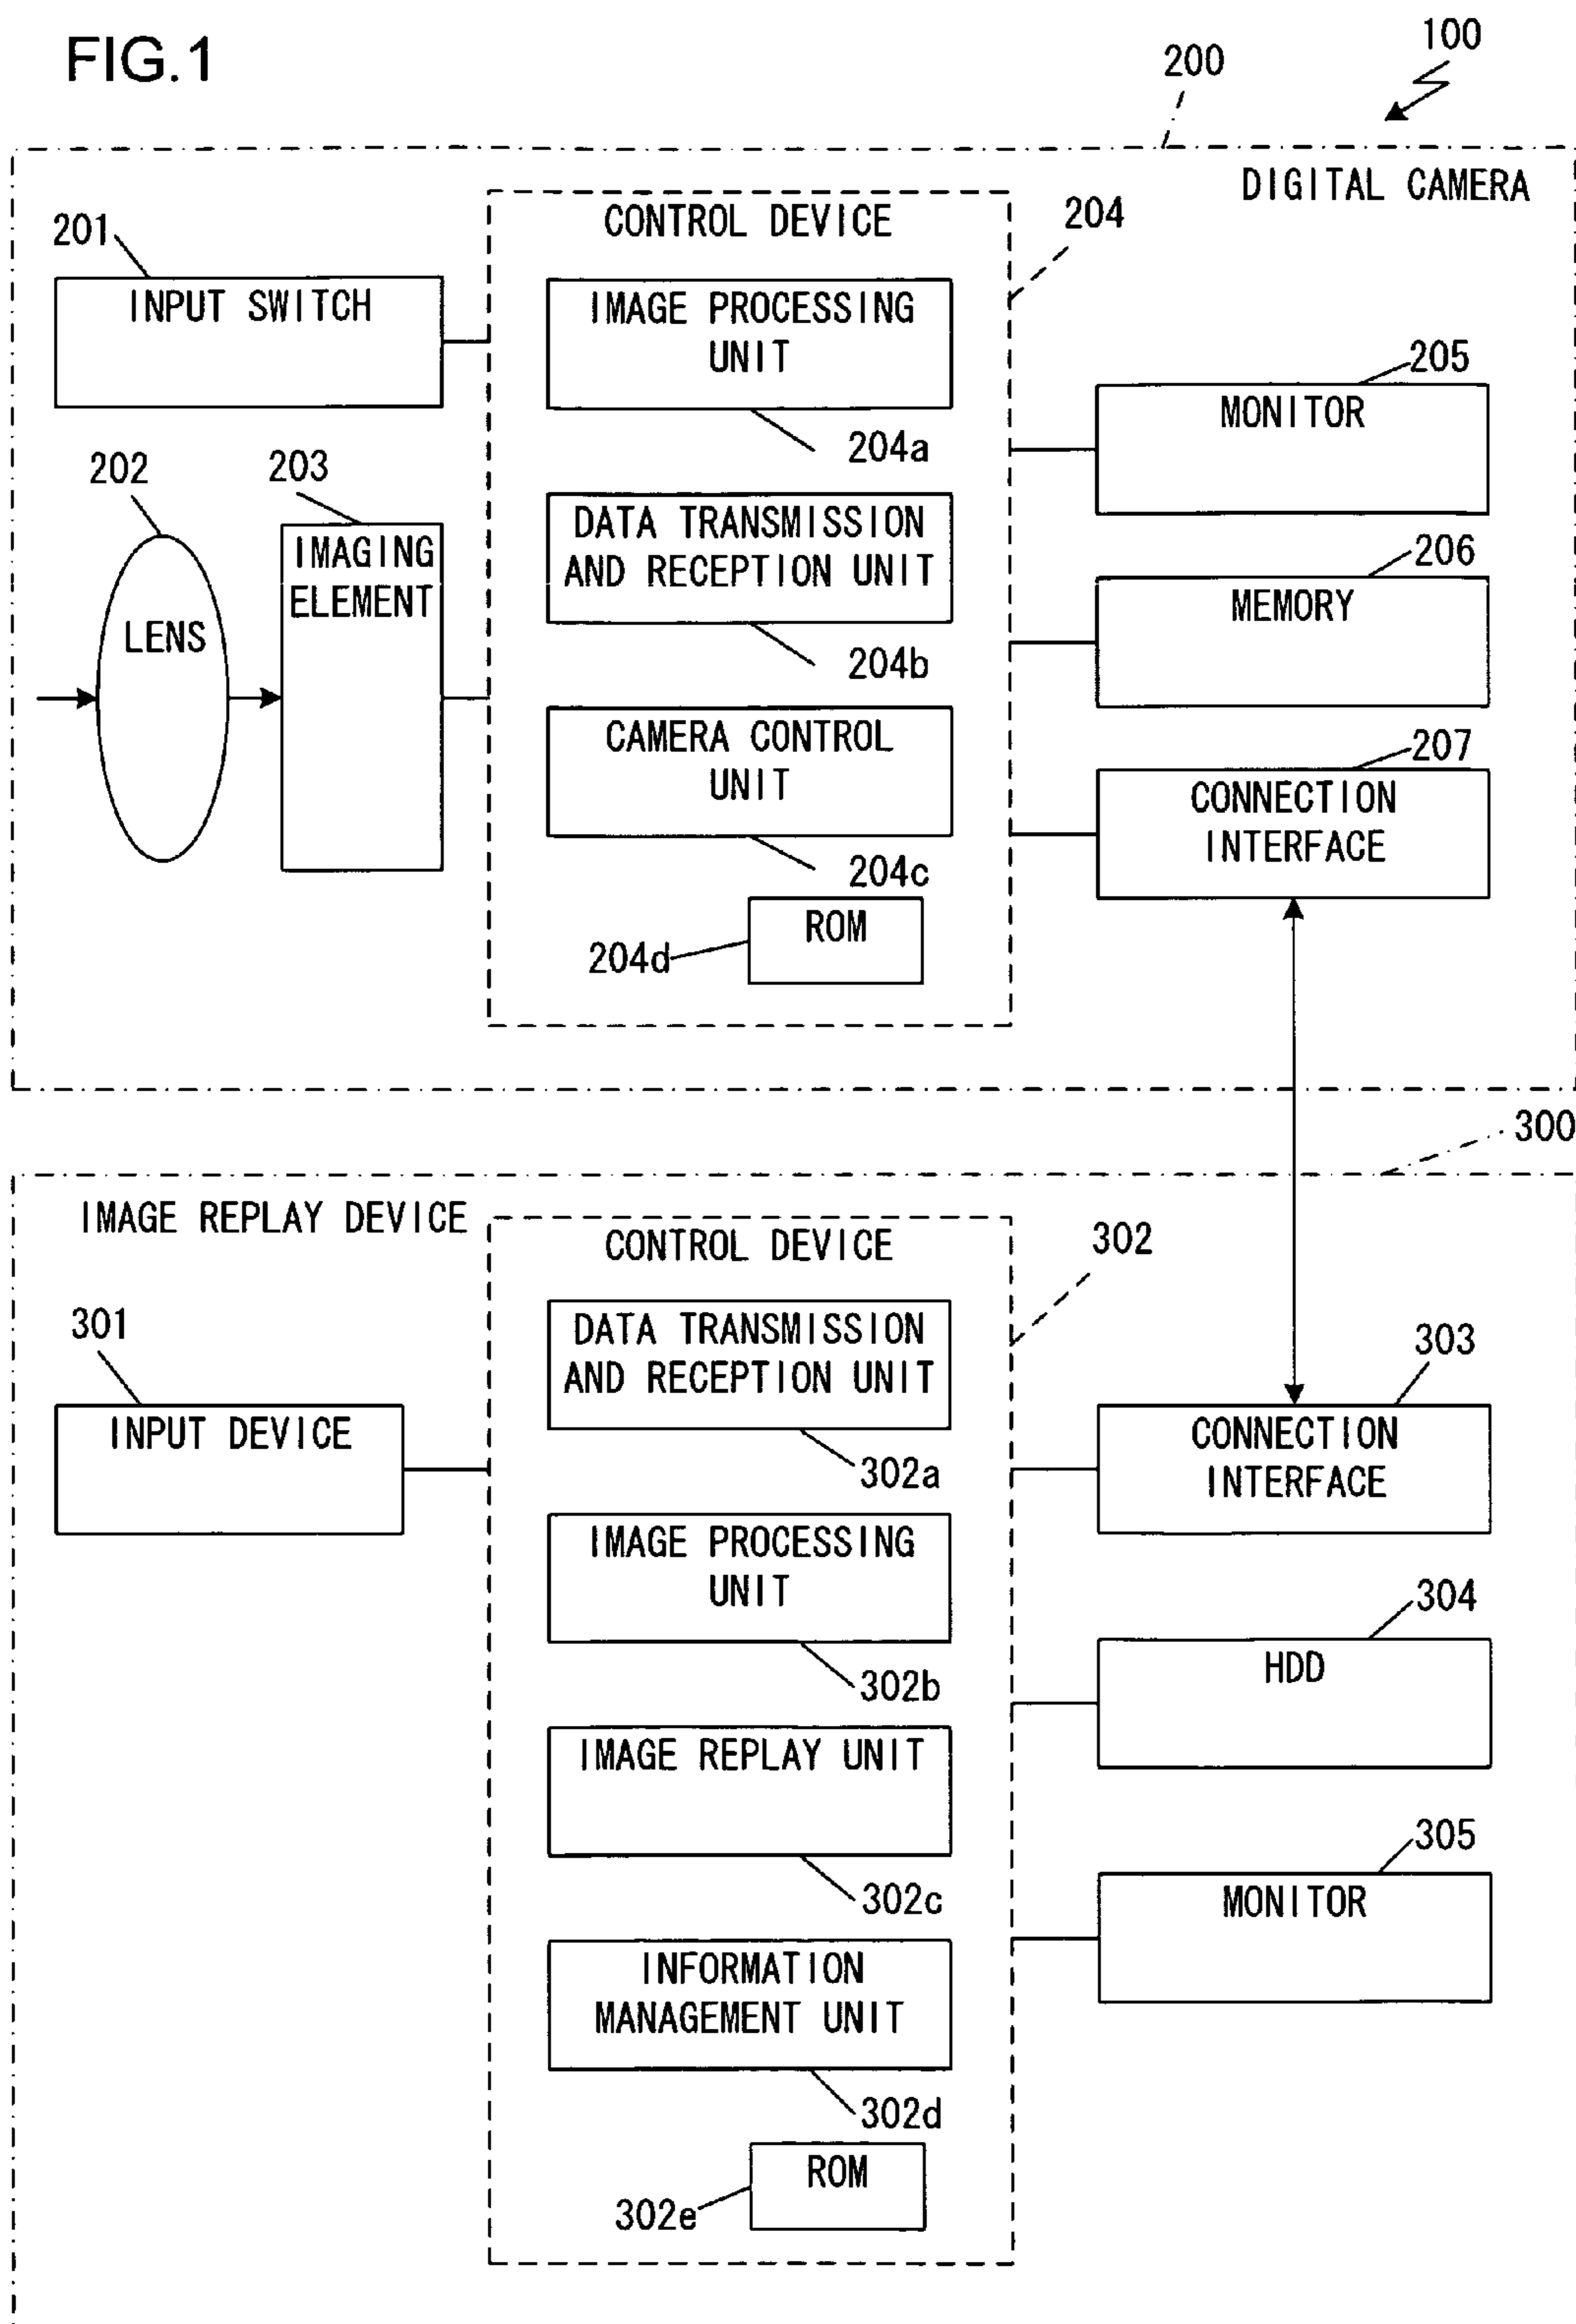 FIG.1
100
200
DIGITAL CAMERA
201
INPUT SWITCH
202
LENS
203
IMAGING
ELEMENT
CONTROL DEVICE
204
IMAGE PROCESSING
UNIT
204a
DATA TRANSMISSION
AND RECEPTION UNIT
204b
CAMERA CONTROL
UNIT
204c
ROM
204d
205
MONITOR
206
MEMORY
207
CONNECTION
INTERFACE
300
IMAGE REPLAY DEVICE
301
INPUT DEVICE
CONTROL DEVICE
302
DATA TRANSMISSION
AND RECEPTION UNIT
302a
IMAGE PROCESSING
UNIT
302b
IMAGE REPLAY UNIT
302c
INFORMATION
MANAGEMENT UNIT
302d
ROM
302e
303
CONNECTION
INTERFACE
304
HDD
305
MONITOR